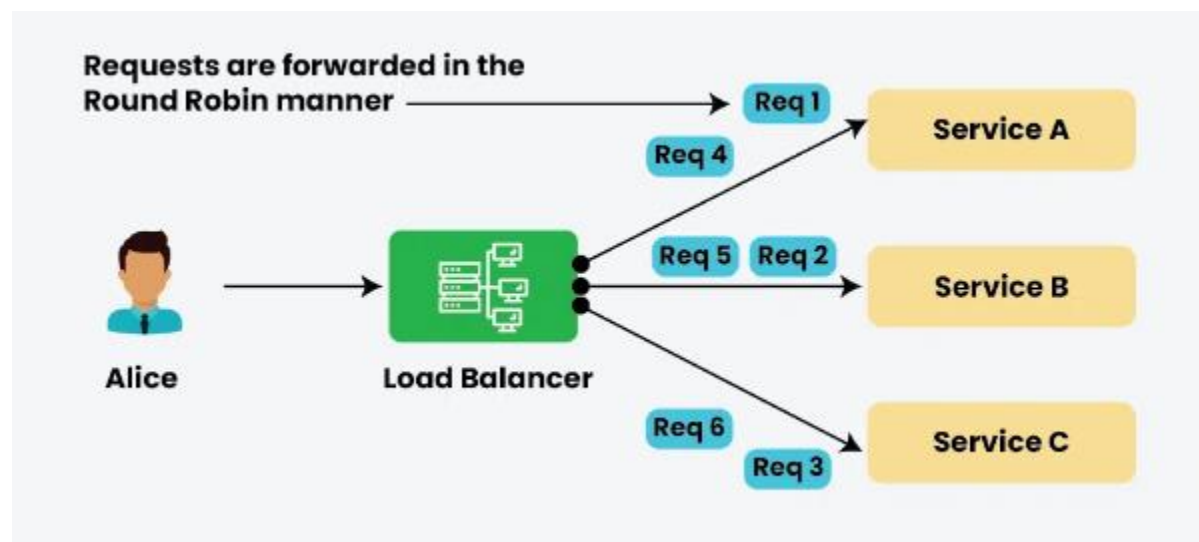 Requests are forwarded in the
Round Robin manner
Req 1
Service A
Req 4
Req 5
Req 2
Service B
Alice
Load Balancer
Req 6
Req 3
Service C